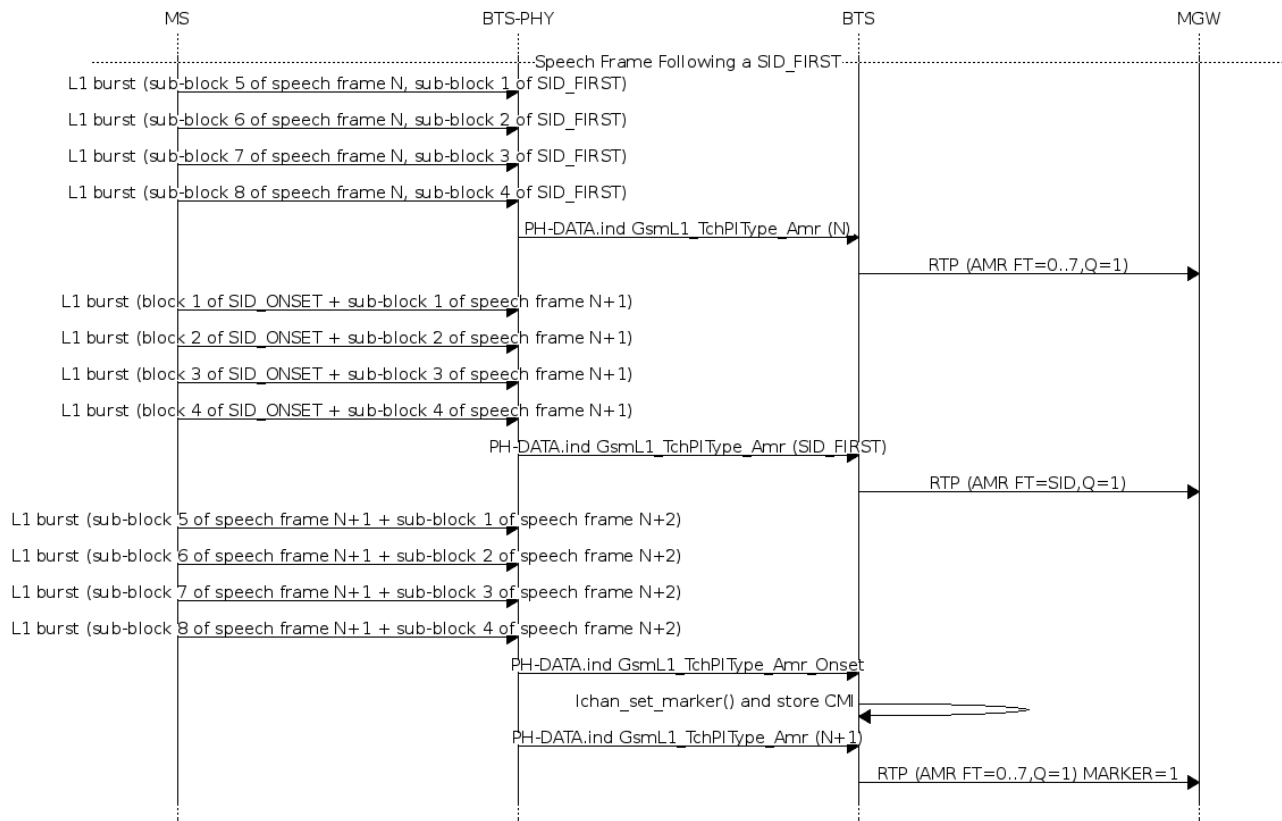 MS BTS-PHY BTS MGW
Speech Frame Following a SID_FIRST
L1 burst (sub-block 5 of speech frame N, sub-block 1 of SID_FIRST)
L1 burst (sub-block 6 of speech frame N, sub-block 2 of SID_FIRST)
L1 burst (sub-block 7 of speech frame N, sub-block 3 of SID_FIRST)
L1 burst (sub-block 8 of speech frame N, sub-block 4 of SID_FIRST)
PH-DATA.ind GsmL1_TchPlType_Amr (N)
RTP (AMR FT=0..7,Q=1)
L1 burst (block 1 of SID_ONSET + sub-block 1 of speech frame N+1)
L1 burst (block 2 of SID_ONSET + sub-block 2 of speech frame N+1)
L1 burst (block 3 of SID_ONSET + sub-block 3 of speech frame N+1)
L1 burst (block 4 of SID_ONSET + sub-block 4 of speech frame N+1)
PH-DATA.ind GsmL1_TchPlType_Amr (SID_FIRST)
RTP (AMR FT=SID,Q=1)
L1 burst (sub-block 5 of speech frame N+1 + sub-block 1 of speech frame N+2)
L1 burst (sub-block 6 of speech frame N+1 + sub-block 2 of speech frame N+2)
L1 burst (sub-block 7 of speech frame N+1 + sub-block 3 of speech frame N+2)
L1 burst (sub-block 8 of speech frame N+1 + sub-block 4 of speech frame N+2)
PH-DATA.ind GsmL1_TchPlType_Amr_Onset
lchan_set_marker() and store CMI
PH-DATA.ind GsmL1_TchPlType_Amr (N+1)
RTP (AMR FT=0..7,Q=1) MARKER=1